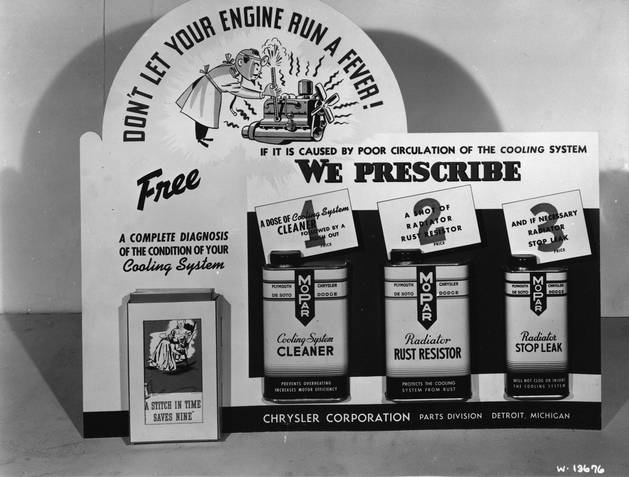 DON'T LET YOUR ENGINE RUN A FEVER!
IF IT IS CAUSED BY POOR CIRCULATION OF THE COOLING SYSTEM
WE PRESCRIBE
Free
A COMPLETE DIAGNOSIS
OF THE CONDITION OF YOUR
Cooling System
1
A DOSE OF Cooling System
CLEANER
FOLLOWED BY A
OUT
PRICE
2
A SHOT OF
RADIATOR
RUST RESISTOR
PRICE
3
AND IF NECESSARY
RADIATOR
STOP LEAK
PRICE
PLYMOUTH CHRYSLER
DE SOTO DODGE
MOPAR
Cooling System
CLEANER
PREVENTS OVERHEATING
INCREASES MOTOR EFFICIENCY
PLYMOUTH CHRYSLER
DE SOTO DODGE
MOPAR
Radiator
RUST RESISTOR
PROTECTS THE COOLING
SYSTEM FROM RUST
PLYMOUTH CHRYSLER
DE SOTO DODGE
MOPAR
Radiator
STOP LEAK
WILL NOT CLOG OR INJURE
THE COOLING SYSTEM
"A STITCH IN TIME
SAVES NINE"
CHRYSLER CORPORATION PARTS DIVISION DETROIT, MICHIGAN
W-13676